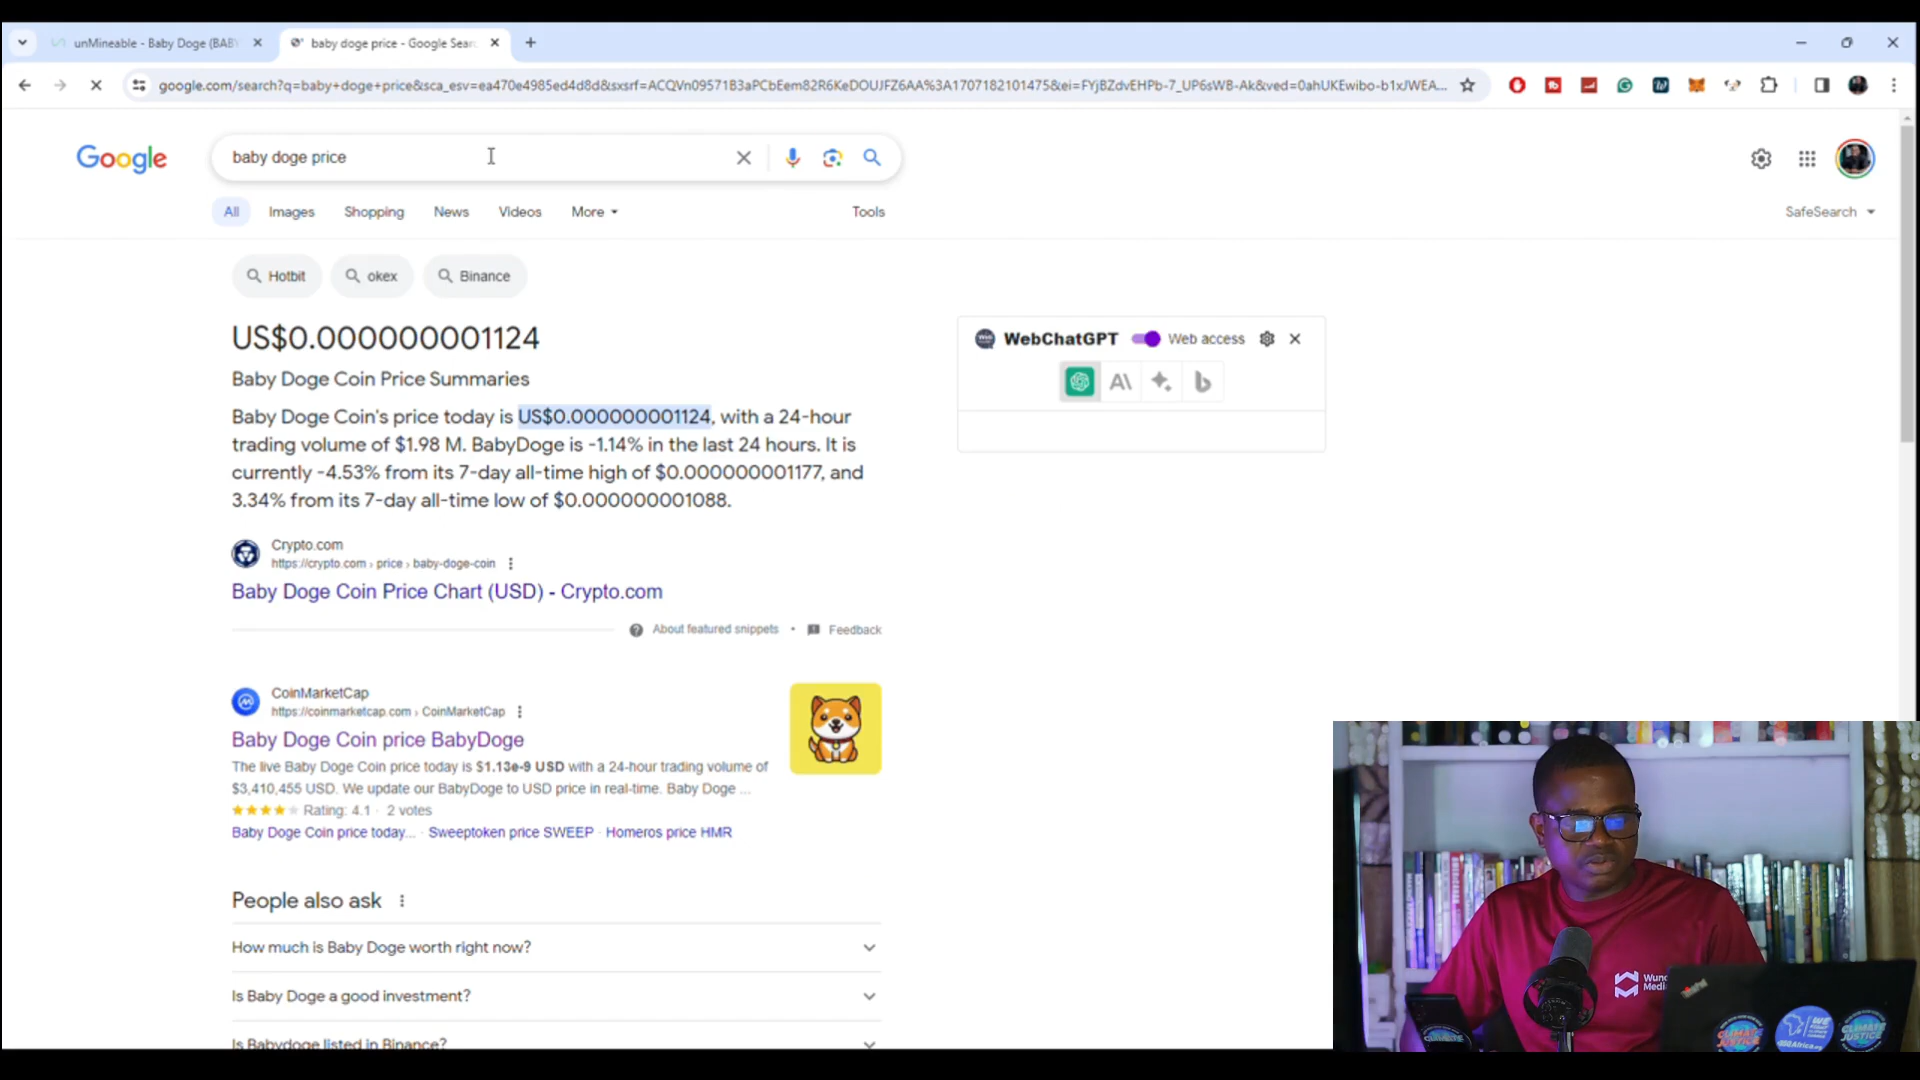 unMineable - Baby Doge (BABY
baby doge price - Google Sear
google.com/search?q=baby+doge+price&sca_esv=ea470e4985ed4d8d&sxsrf=ACQVn09571B3aPCbEem82R6KeDOUJFZ6AA%3A1707182101475&ei=FYjBZdvEHPb-7_UP6sWB-Ak&ved=0ahUKEwibo-b1xJWEA...
Google
baby doge price
All
Images
Shopping
News
Videos
More
Tools
SafeSearch
Hotbit
okex
Binance
US$0.000000001124
Baby Doge Coin Price Summaries
Baby Doge Coin's price today is US$0.000000001124, with a 24-hour
trading volume of $1.98 M. BabyDoge is -1.14% in the last 24 hours. It is
currently -4.53% from its 7-day all-time high of $0.000000001177, and
3.34% from its 7-day all-time low of $0.000000001088.
WebChatGPT
Web access
Crypto.com
https://crypto.com › price › baby-doge-coin
Baby Doge Coin Price Chart (USD) - Crypto.com
About featured snippets • Feedback
CoinMarketCap
https://coinmarketcap.com › CoinMarketCap
Baby Doge Coin price BabyDoge
The live Baby Doge Coin price today is $1.13e-9 USD with a 24-hour trading volume of
$3,410,455 USD. We update our BabyDoge to USD price in real-time. Baby Doge ...
Rating: 4.1 · 2 votes
Baby Doge Coin price today... · Sweeptoken price SWEEP · Homeros price HMR
People also ask
How much is Baby Doge worth right now?
Is Baby Doge a good investment?
Is Babydoge listed in Binance?
Wund
Media
CLIMATE
JUSTICE
CLIMATE
JUSTICE